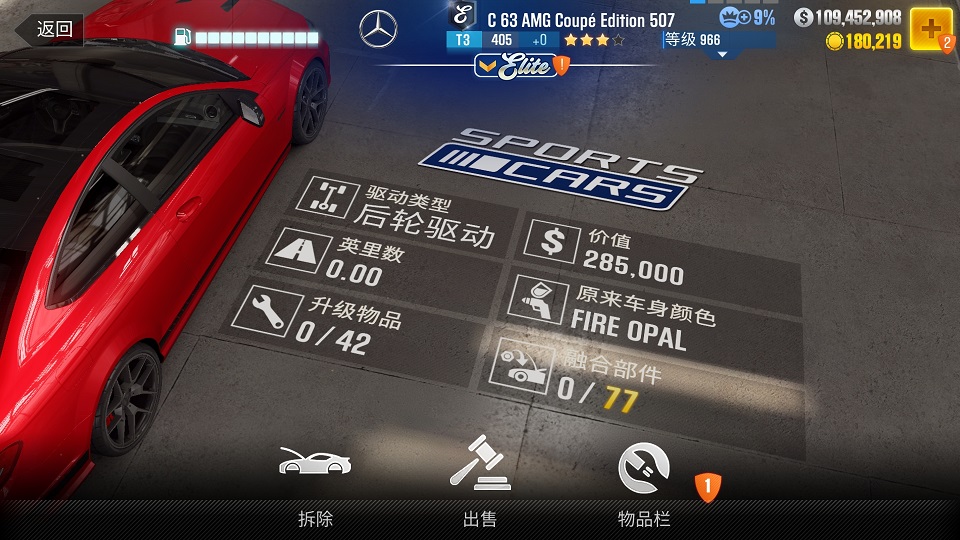 返回
C 63 AMG Coupé Edition 507
T3 405 +0
等级 966
9%
109,452,908
180,219
2
Elite
SPORTS
CARS
驱动类型
后轮驱动
英里数
0.00
升级物品
0/42
价值
285,000
原来车身颜色
FIRE OPAL
融合部件
0/77
拆除
出售
物品栏
1